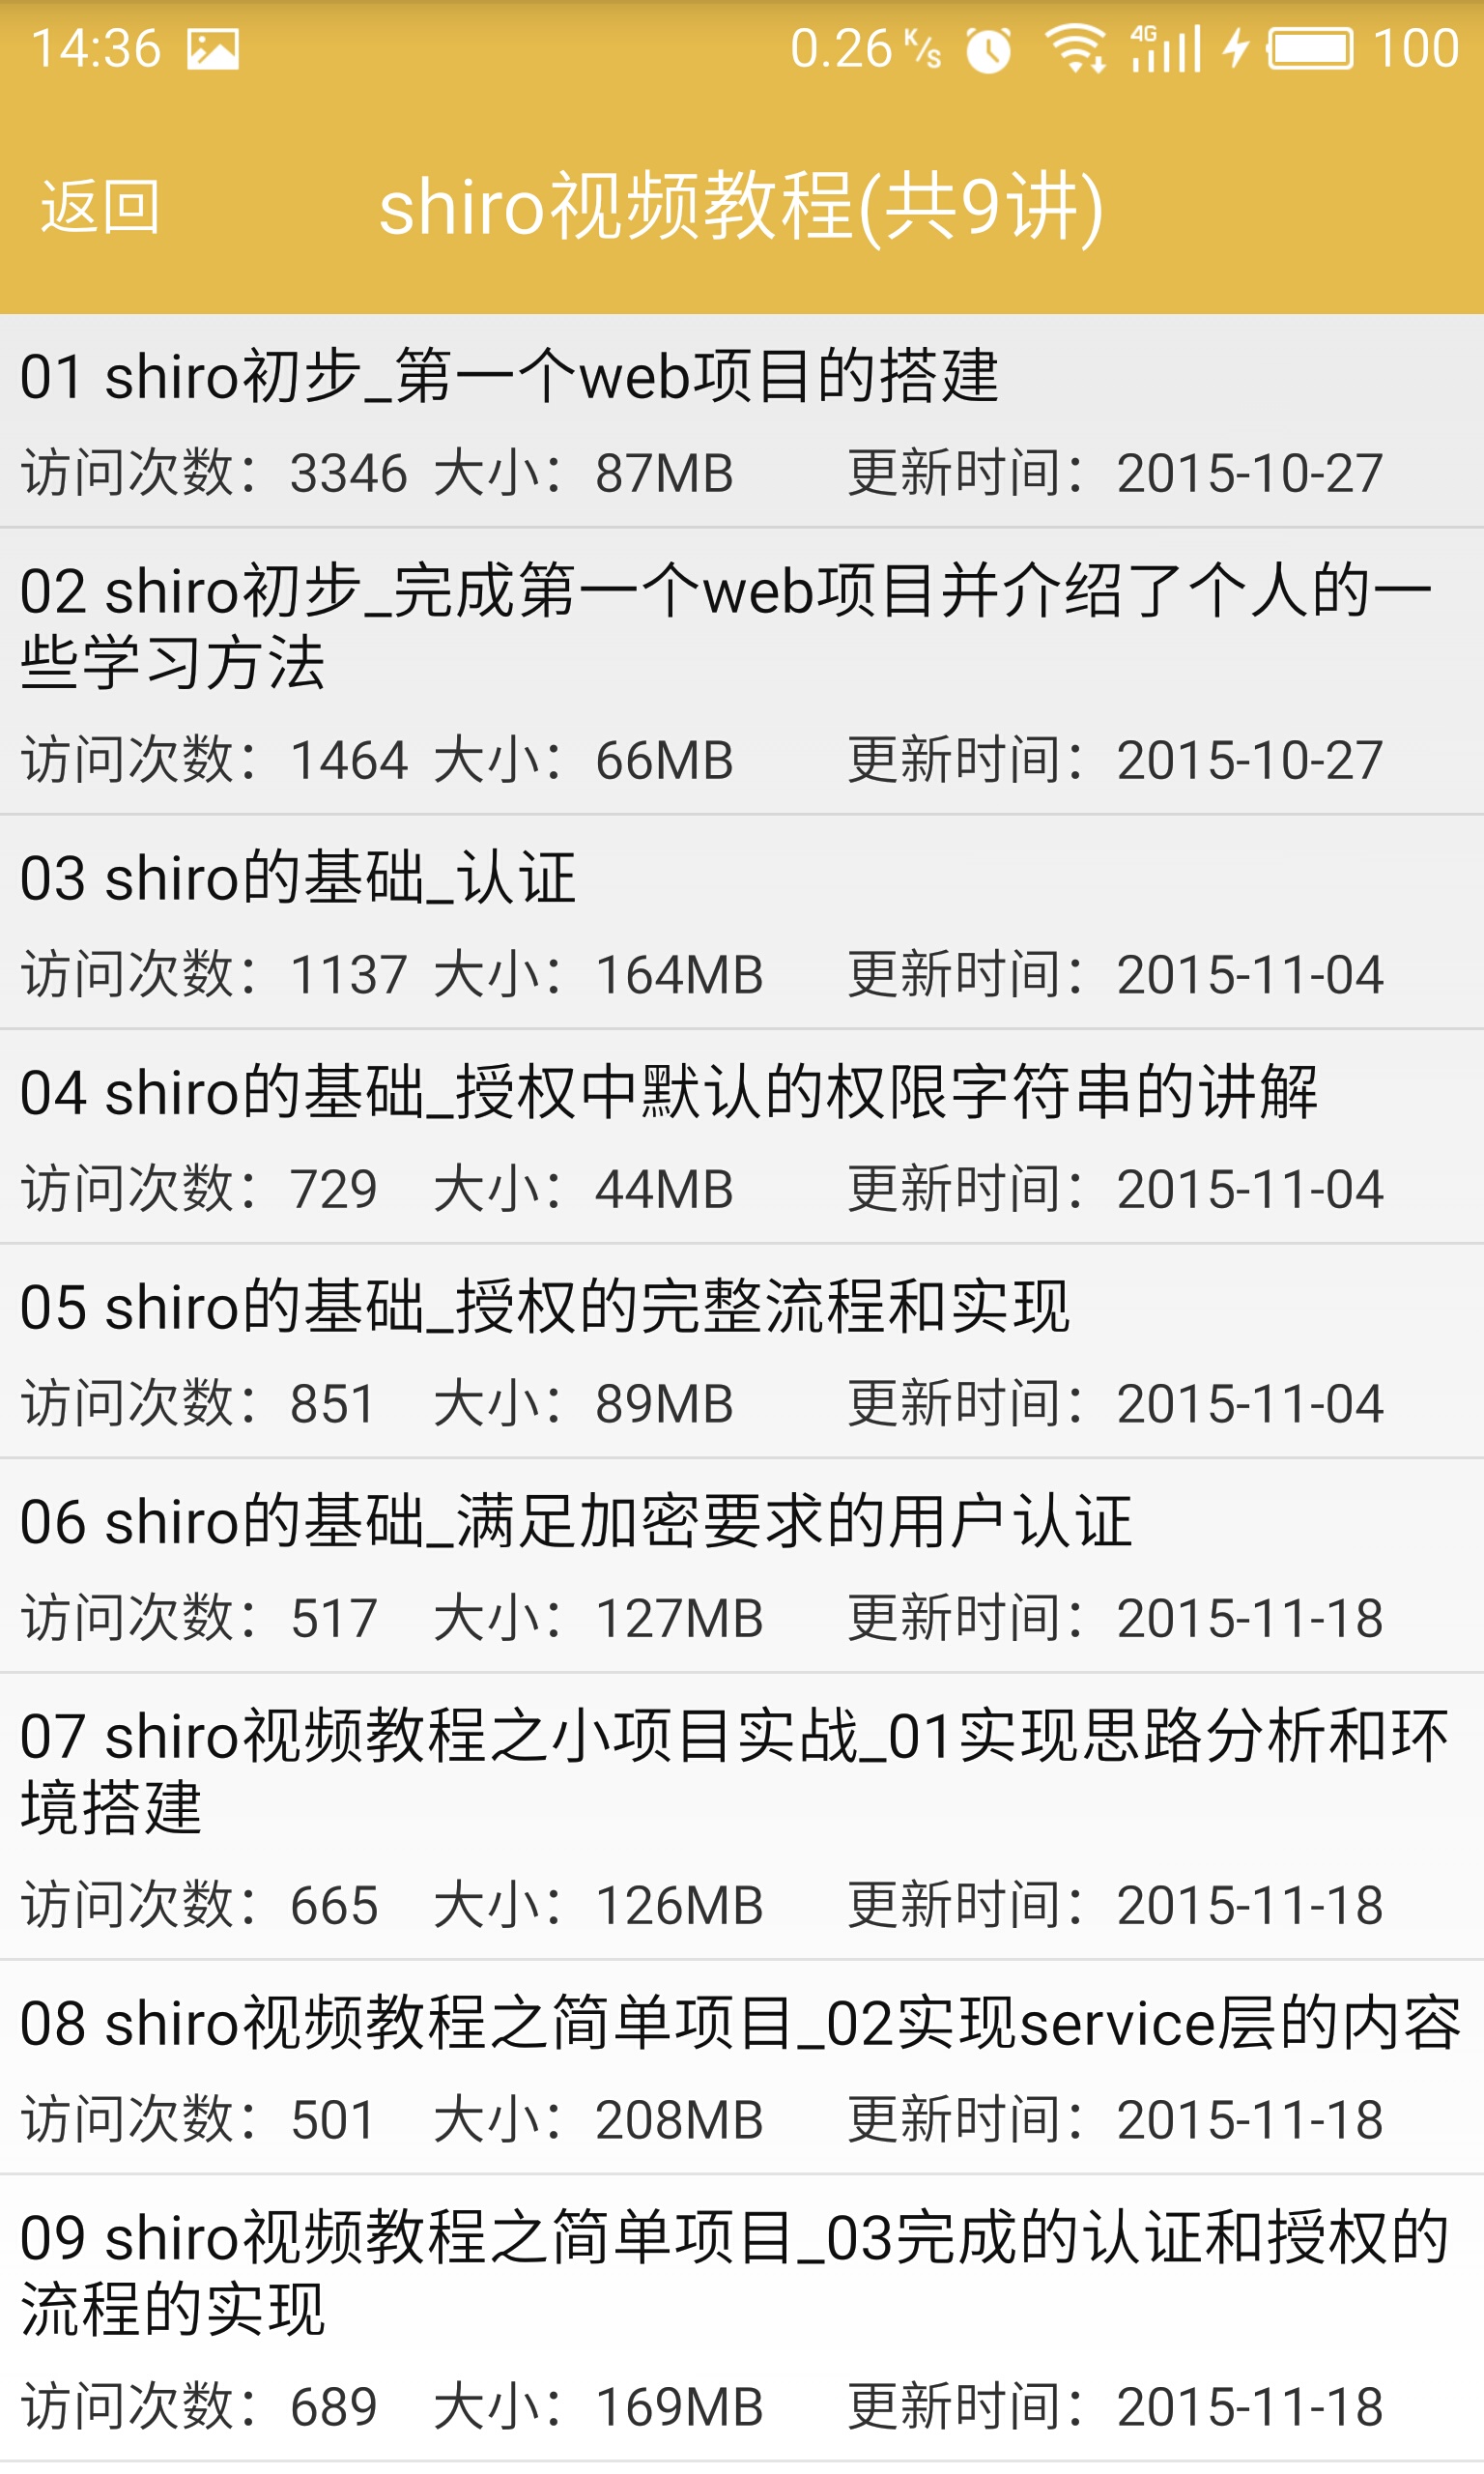 14:36 0.26 K/s 4G 100
返回 shiro视频教程(共9讲)
01 shiro初步_第一个web项目的搭建
访问次数：3346 大小：87MB 更新时间：2015-10-27
02 shiro初步_完成第一个web项目并介绍了个人的一
些学习方法
访问次数：1464 大小：66MB 更新时间：2015-10-27
03 shiro的基础_认证
访问次数：1137 大小：164MB 更新时间：2015-11-04
04 shiro的基础_授权中默认的权限字符串的讲解
访问次数：729 大小：44MB 更新时间：2015-11-04
05 shiro的基础_授权的完整流程和实现
访问次数：851 大小：89MB 更新时间：2015-11-04
06 shiro的基础_满足加密要求的用户认证
访问次数：517 大小：127MB 更新时间：2015-11-18
07 shiro视频教程之小项目实战_01实现思路分析和环
境搭建
访问次数：665 大小：126MB 更新时间：2015-11-18
08 shiro视频教程之简单项目_02实现service层的内容
访问次数：501 大小：208MB 更新时间：2015-11-18
09 shiro视频教程之简单项目_03完成的认证和授权的
流程的实现
访问次数：689 大小：169MB 更新时间：2015-11-18